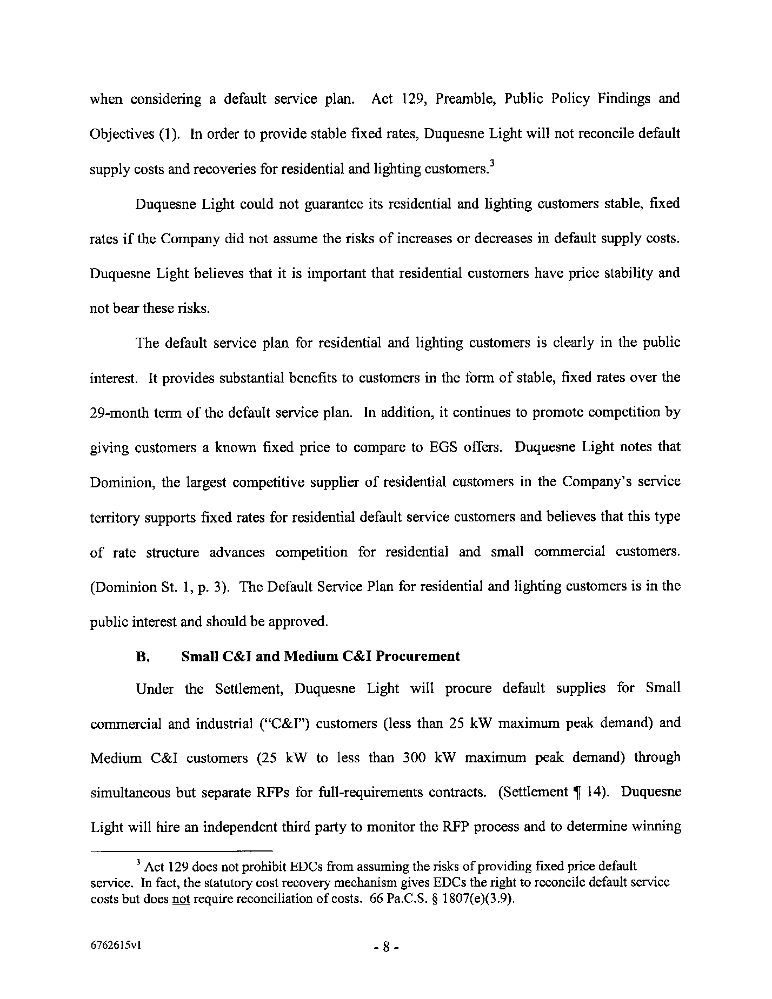 when considering a default service plan. Act 129, Preamble, Public Policy Findings and
Objectives (1). In order to provide stable fixed rates, Duquesne Light will not reconcile default
supply costs and recoveries for residential and lighting customers.3
Duquesne Light could not guarantee its residential and lighting customers stable, fixed
rates if the Company did not assume the risks of increases or decreases in default supply costs.
Duquesne Light believes that it is important that residential customers have price stability and
not bear these risks.
The default service plan for residential and lighting customers is clearly in the public
interest. It provides substantial benefits to customers in the form of stable, fixed rates over the
29-month term of the default service plan. In addition, it continues to promote competition by
giving customers a known fixed price to compare to EGS offers. Duquesne Light notes that
Dominion, the largest competitive supplier of residential customers in the Company's service
territory supports fixed rates for residential default service customers and believes that this type
of rate structure advances competition for residential and small commercial customers.
(Dominion St. 1, p. 3). The Default Service Plan for residential and lighting customers is in the
public interest and should be approved.
B. Small C&I and Medium C&I Procurement
Under the Settlement, Duquesne Light will procure default supplies for Small
commercial and industrial ("C&I") customers (less than 25 kW maximum peak demand) and
Medium C&I customers (25 kW to less than 300 kW maximum peak demand) through
simultaneous but separate RFPs for full-requirements contracts. (Settlement ¶ 14). Duquesne
Light will hire an independent third party to monitor the RFP process and to determine winning
3 Act 129 does not prohibit EDCs from assuming the risks of providing fixed price default
service. In fact, the statutory cost recovery mechanism gives EDCs the right to reconcile default service
costs but does not require reconciliation of costs. 66 Pa.C.S. § 1807(e)(3.9).
6762615v1 - 8 -